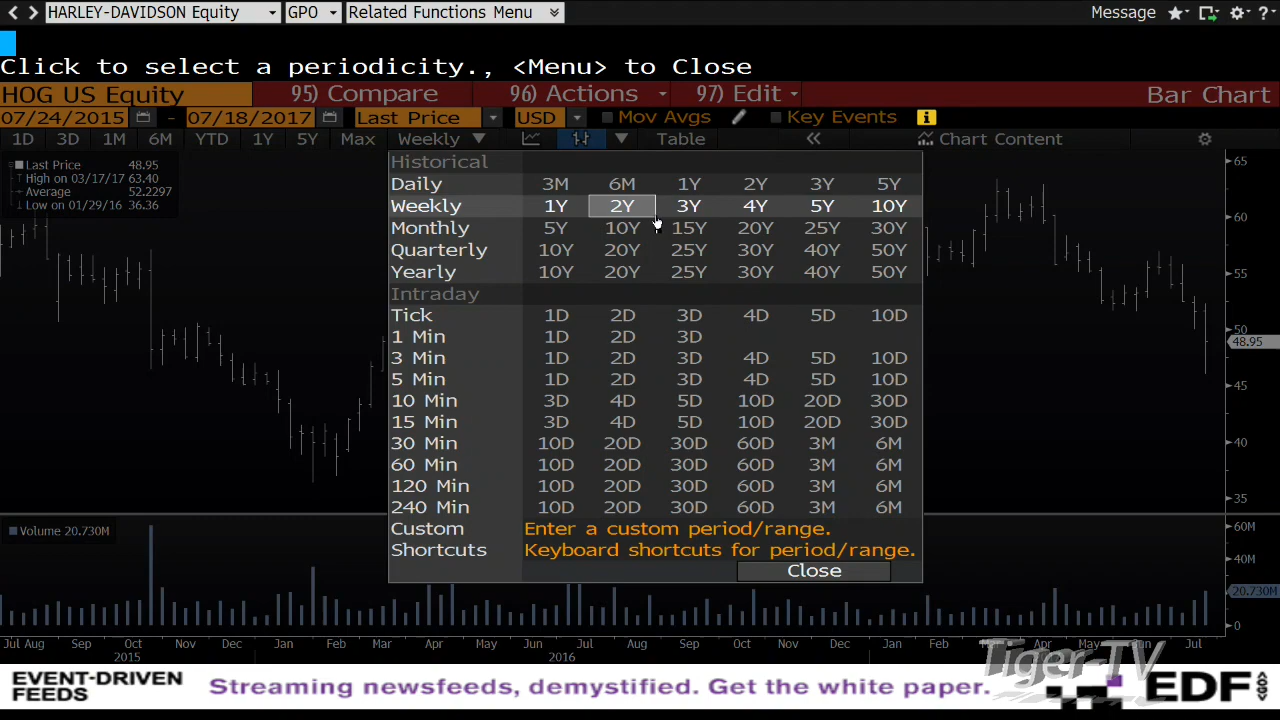 HARLEY-DAVIDSON Equity GPO Related Functions Menu Message ?
Click to select a periodicity., <Menu> to Close
HOG US Equity 95) Compare 96) Actions 97) Edit Bar Chart
07/24/2015 - 07/18/2017 Last Price USD Mov Avgs Key Events i
1D 3D 1M 6M YTD 1Y 5Y Max Weekly Table « Chart Content
Last Price 48.95
High on 03/17/17 63.40
Average 52.2297
Low on 01/29/16 36.36
Historical
Daily 3M 6M 1Y 2Y 3Y 5Y
Weekly 1Y 2Y 3Y 4Y 5Y 10Y
Monthly 5Y 10Y 15Y 20Y 25Y 30Y
Quarterly 10Y 20Y 25Y 30Y 40Y 50Y
Yearly 10Y 20Y 25Y 30Y 40Y 50Y
Intraday
Tick 1D 2D 3D 4D 5D 10D
1 Min 1D 2D 3D
3 Min 1D 2D 3D 4D 5D 10D
5 Min 1D 2D 3D 4D 5D 10D
10 Min 3D 4D 5D 10D 20D 30D
15 Min 3D 4D 5D 10D 20D 30D
30 Min 10D 20D 30D 60D 3M 6M
60 Min 10D 20D 30D 60D 3M 6M
120 Min 10D 20D 30D 60D 3M 6M
240 Min 10D 20D 30D 60D 3M 6M
Custom Enter a custom period/range.
Shortcuts Keyboard shortcuts for period/range.
Close
65
60
55
50
48.95
45
40
35
Volume 20.730M
60M
40M
20.730M
0
Jul Aug Sep Oct Nov Dec Jan Feb Mar Apr May Jun Jul Aug Sep Oct Nov Dec Jan Feb Mar Apr May Jun Jul
2015 2016
Tiger-TV
EVENT-DRIVEN
FEEDS
Streaming newsfeeds, demystified. Get the white paper.
EDF